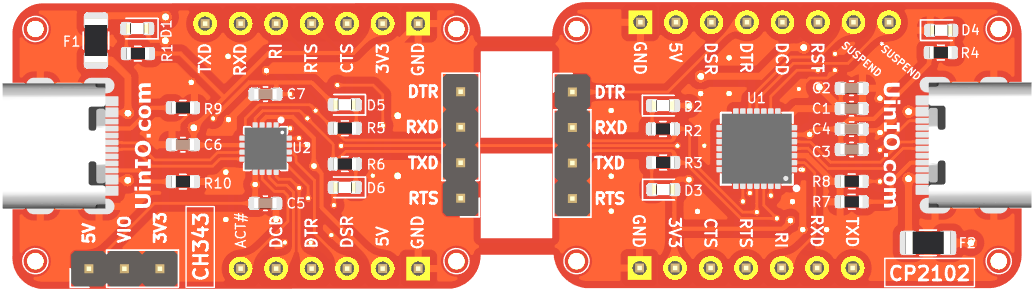 F1
D1
R1
TXD
RXD
RI
RTS
CTS
3V3
GND
UinIO.com
R9
C6
R10
C7
U2
C5
D5
R5
R6
D6
DTR
RXD
TXD
RTS
5V
VIO
3V3
CH343
ACT#
DCD
DTR
DSR
5V
GND
GND
5V
DSR
DTR
DCD
RST
SUSPEND
*SUSPEND
D4
R4
DTR
RXD
TXD
RTS
D2
R2
R3
D3
U1
C2
C1
C4
C3
R8
R7
UinIO.com
GND
3V3
CTS
RTS
RI
RXD
TXD
F2
CP2102